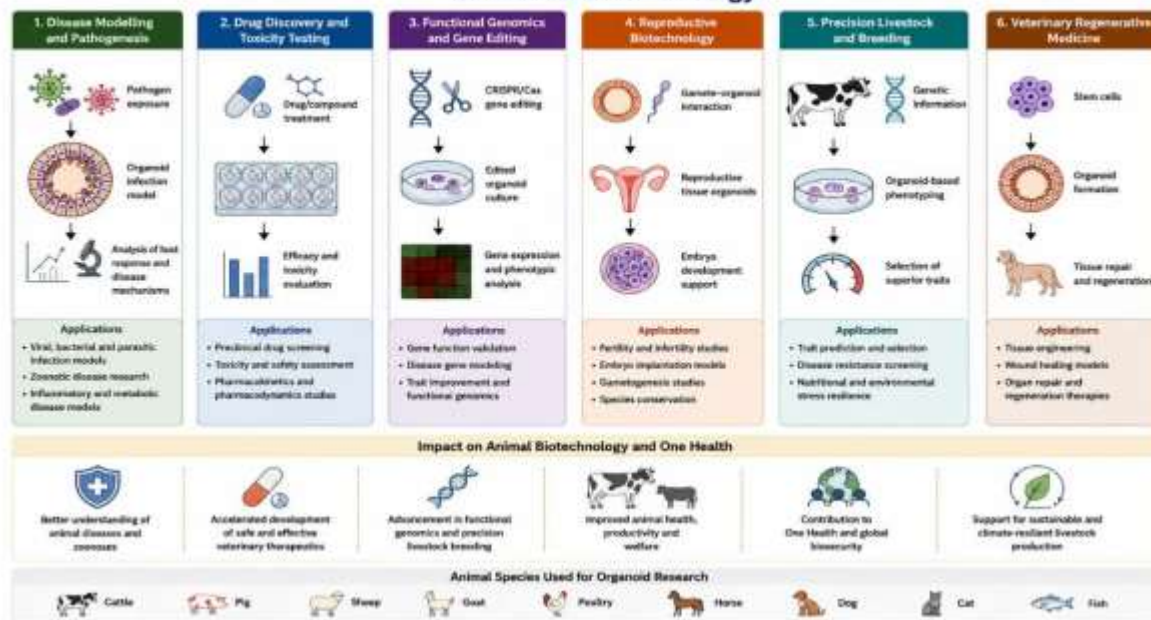 1. Disease Modelling
and Pathogenesis
Pathogen
exposure
Organoid
infection
model
Analysis of host
response and
disease
mechanisms
Applications
• Viral, bacterial and parasitic
infection models
• Zoonotic disease research
• Inflammatory and metabolic
disease models
2. Drug Discovery and
Toxicity Testing
Drug/compound
treatment
Efficacy and
toxicity
evaluation
Applications
• Preclinical drug screening
• Toxicity and safety assessment
• Pharmacokinetics and
pharmacodynamics studies
3. Functional Genomics
and Gene Editing
CRISPR/Cas
gene editing
Edited
organoid
culture
Gene expression
and phenotypic
analysis
Applications
• Gene function validation
• Disease gene modeling
• Trait improvement and
functional genomics
4. Reproductive
Biotechnology
Gamete-organoid
interaction
Reproductive
tissue organoids
Embryo
development
support
Applications
• Fertility and infertility studies
• Embryo implantation models
• Gametogenesis studies
• Species conservation
5. Precision Livestock
and Breeding
Genetic
information
Organoid-based
phenotyping
Selection of
superior traits
Applications
• Trait prediction and selection
• Disease resistance screening
• Nutritional and environmental
stress resilience
6. Veterinary Regenerative
Medicine
Stem cells
Organoid
formation
Tissue repair
and regeneration
Applications
• Tissue engineering
• Wound healing models
• Organ repair and
regeneration therapies
Impact on Animal Biotechnology and One Health
Better understanding of
animal diseases and
zoonoses
Accelerated development
of safe and effective
veterinary therapeutics
Advancement in functional
genomics and precision
livestock breeding
Improved animal health,
productivity and
welfare
Contribution to
One Health and global
biosecurity
Support for sustainable and
climate-resilient livestock
production
Animal Species Used for Organoid Research
Cattle
Pig
Sheep
Goat
Poultry
Horse
Dog
Cat
Fish